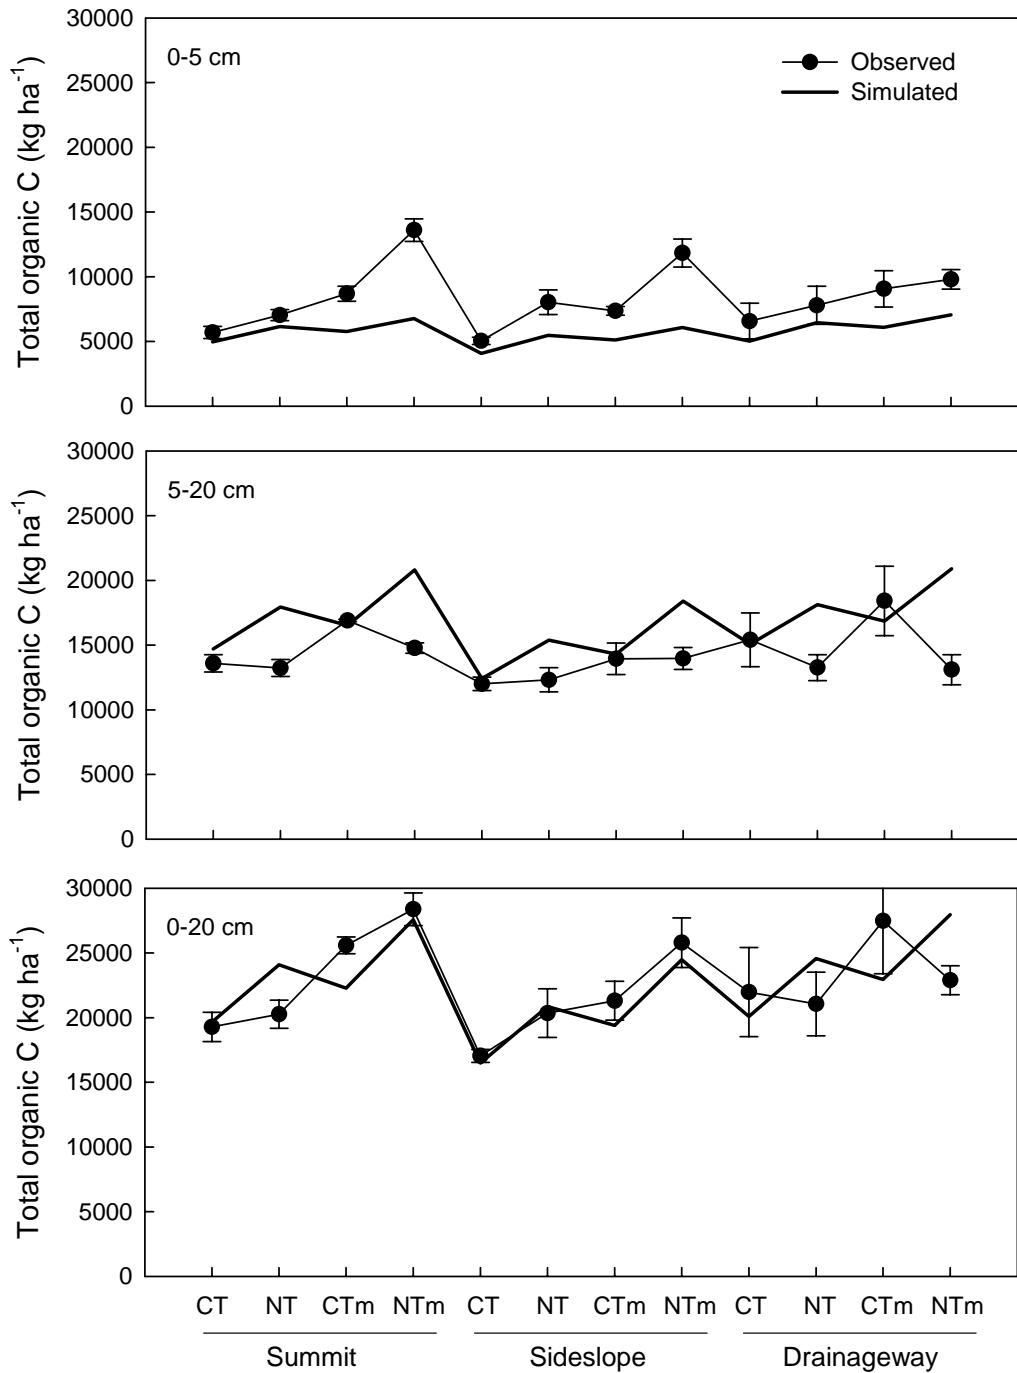 30000
25000
20000
15000
10000
5000
0
Total organic C (kg ha⁻¹)
0-5 cm
Observed
Simulated
30000
25000
20000
15000
10000
5000
0
Total organic C (kg ha⁻¹)
5-20 cm
30000
25000
20000
15000
10000
5000
0
Total organic C (kg ha⁻¹)
0-20 cm
CT NT CTm NTm CT NT CTm NTm CT NT CTm NTm
Summit Sideslope Drainageway